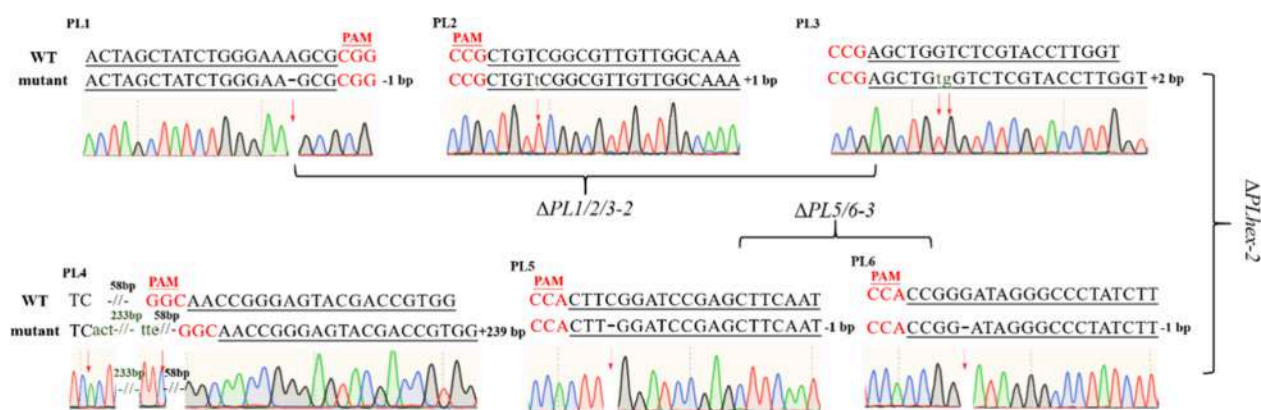 PL1 PL2 PL3
PAM PAM
WT ACTAGCTATCTGGGAAAGCGCGG CCGCTGTCGGCGTTGTTGGCAAA CCGAGCTGGTCTCGTACCTTGGT
mutant ACTAGCTATCTGGGAA-GCGCGG -1 bp CCGCTGTtCGGCGTTGTTGGCAAA +1 bp CCGAGCTGtgGTCTCGTACCTTGGT +2 bp
ΔPL1/2/3-2 ΔPL5/6-3
ΔPLhex-2
PL4 PL5 PL6
58bp PAM PAM PAM
WT TC -//- GGCAACCGGGAGTACGACCGTGG CCACTTCGGATCCGAGCTTCAAT CCACCGGGATAGGGCCCTATCTT
233bp 58bp
mutant TCact-//- tte//- GGCAACCGGGAGTACGACCGTGG +239 bp CCACTT-GGATCCGAGCTTCAAT -1 bp CCACCGG-ATAGGGCCCTATCTT -1 bp
233bp 58bp
-//- -//-